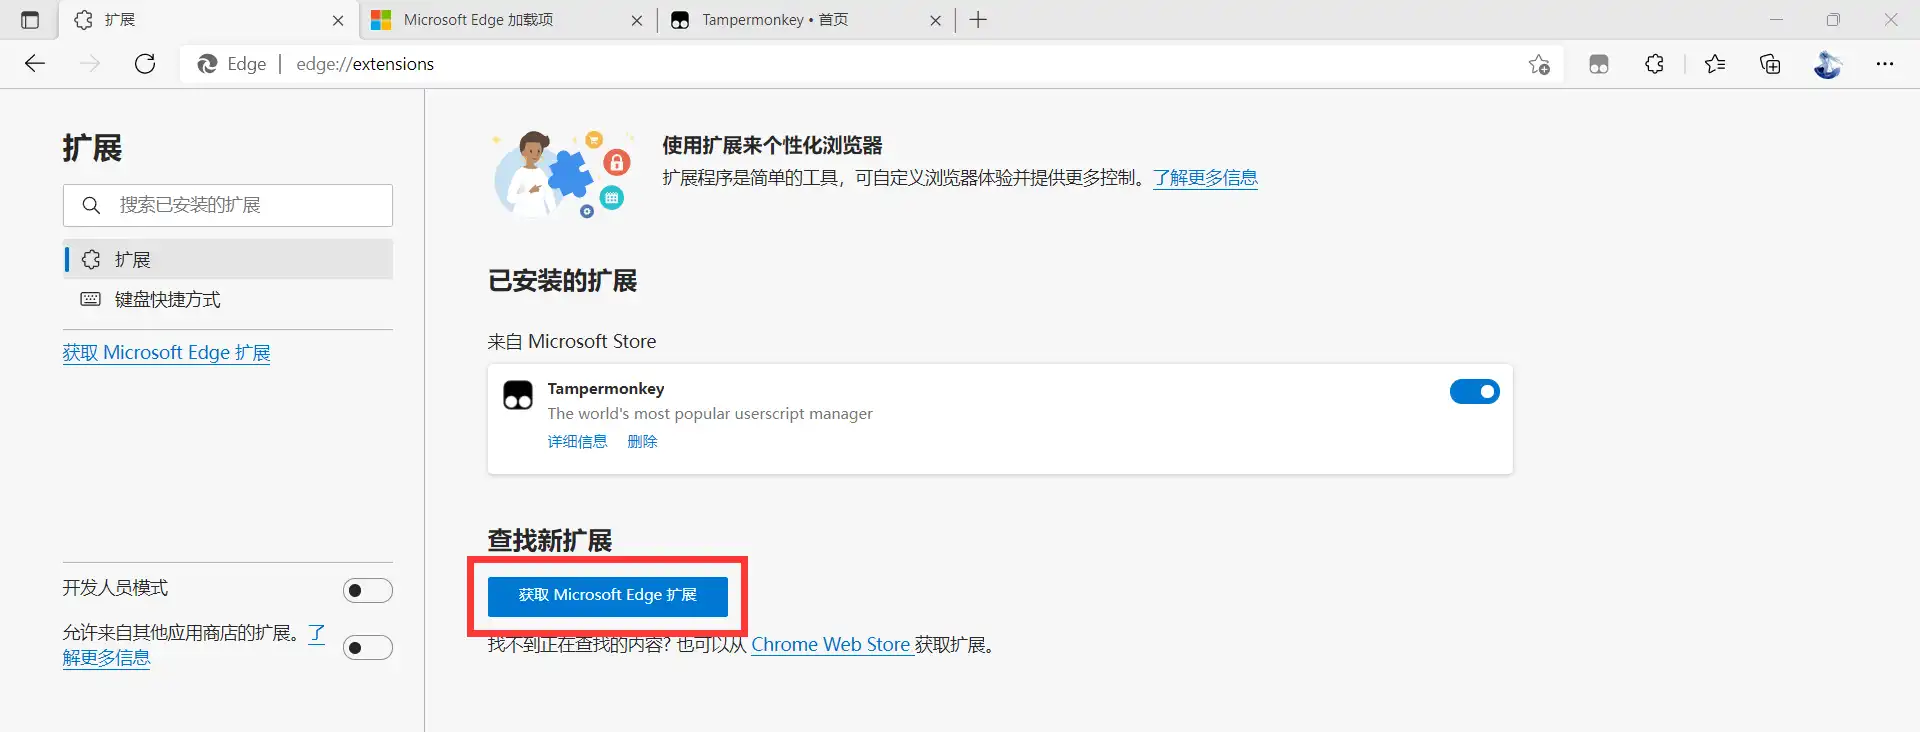 扩展
Microsoft Edge 加载项
Tampermonkey • 首页
Edge
edge://extensions
扩展
搜索已安装的扩展
扩展
键盘快捷方式
获取 Microsoft Edge 扩展
开发人员模式
允许来自其他应用商店的扩展。了
解更多信息
使用扩展来个性化浏览器
扩展程序是简单的工具，可自定义浏览器体验并提供更多控制。了解更多信息
已安装的扩展
来自 Microsoft Store
Tampermonkey
The world's most popular userscript manager
详细信息 删除
查找新扩展
获取 Microsoft Edge 扩展
找不到正在查找的内容? 也可以从 Chrome Web Store 获取扩展。